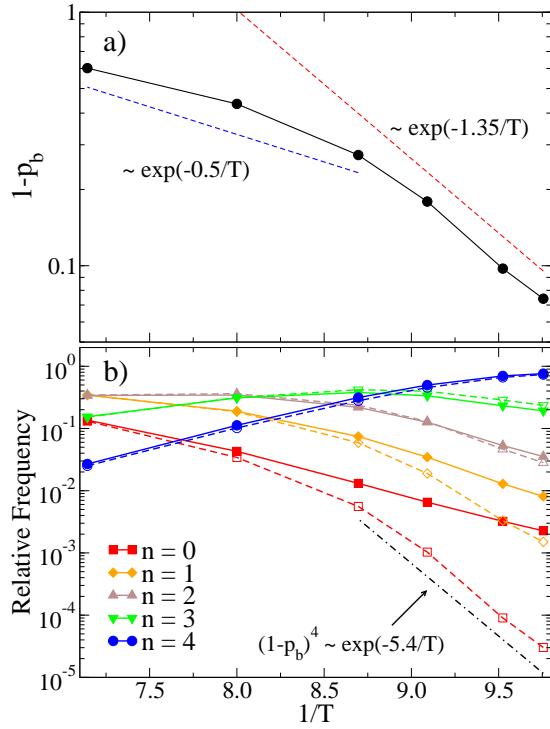 1
a)
~ exp(-1.35/T)
1-p_b
~ exp(-0.5/T)
0.1
10^0
b)
10^-1
10^-2
Relative Frequency
10^-3
n = 0
n = 1
n = 2
10^-4
n = 3
n = 4
(1-p_b)^4 ~ exp(-5.4/T)
10^-5
7.5 8.0 8.5 9.0 9.5
1/T